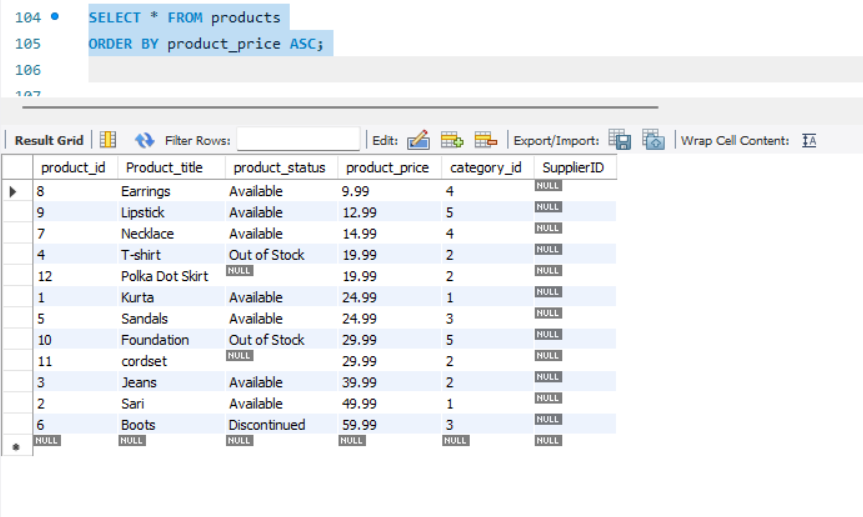 104 SELECT * FROM products
105 ORDER BY product_price ASC;
106
107
Result Grid Filter Rows: Edit: Export/Import: Wrap Cell Content:
product_id Product_title product_status product_price category_id SupplierID
8 Earrings Available 9.99 4 NULL
9 Lipstick Available 12.99 5 NULL
7 Necklace Available 14.99 4 NULL
4 T-shirt Out of Stock 19.99 2 NULL
12 Polka Dot Skirt NULL 19.99 2 NULL
1 Kurta Available 24.99 1 NULL
5 Sandals Available 24.99 3 NULL
10 Foundation Out of Stock 29.99 5 NULL
11 cordset NULL 29.99 2 NULL
3 Jeans Available 39.99 2 NULL
2 Sari Available 49.99 1 NULL
6 Boots Discontinued 59.99 3 NULL
NULL NULL NULL NULL NULL NULL